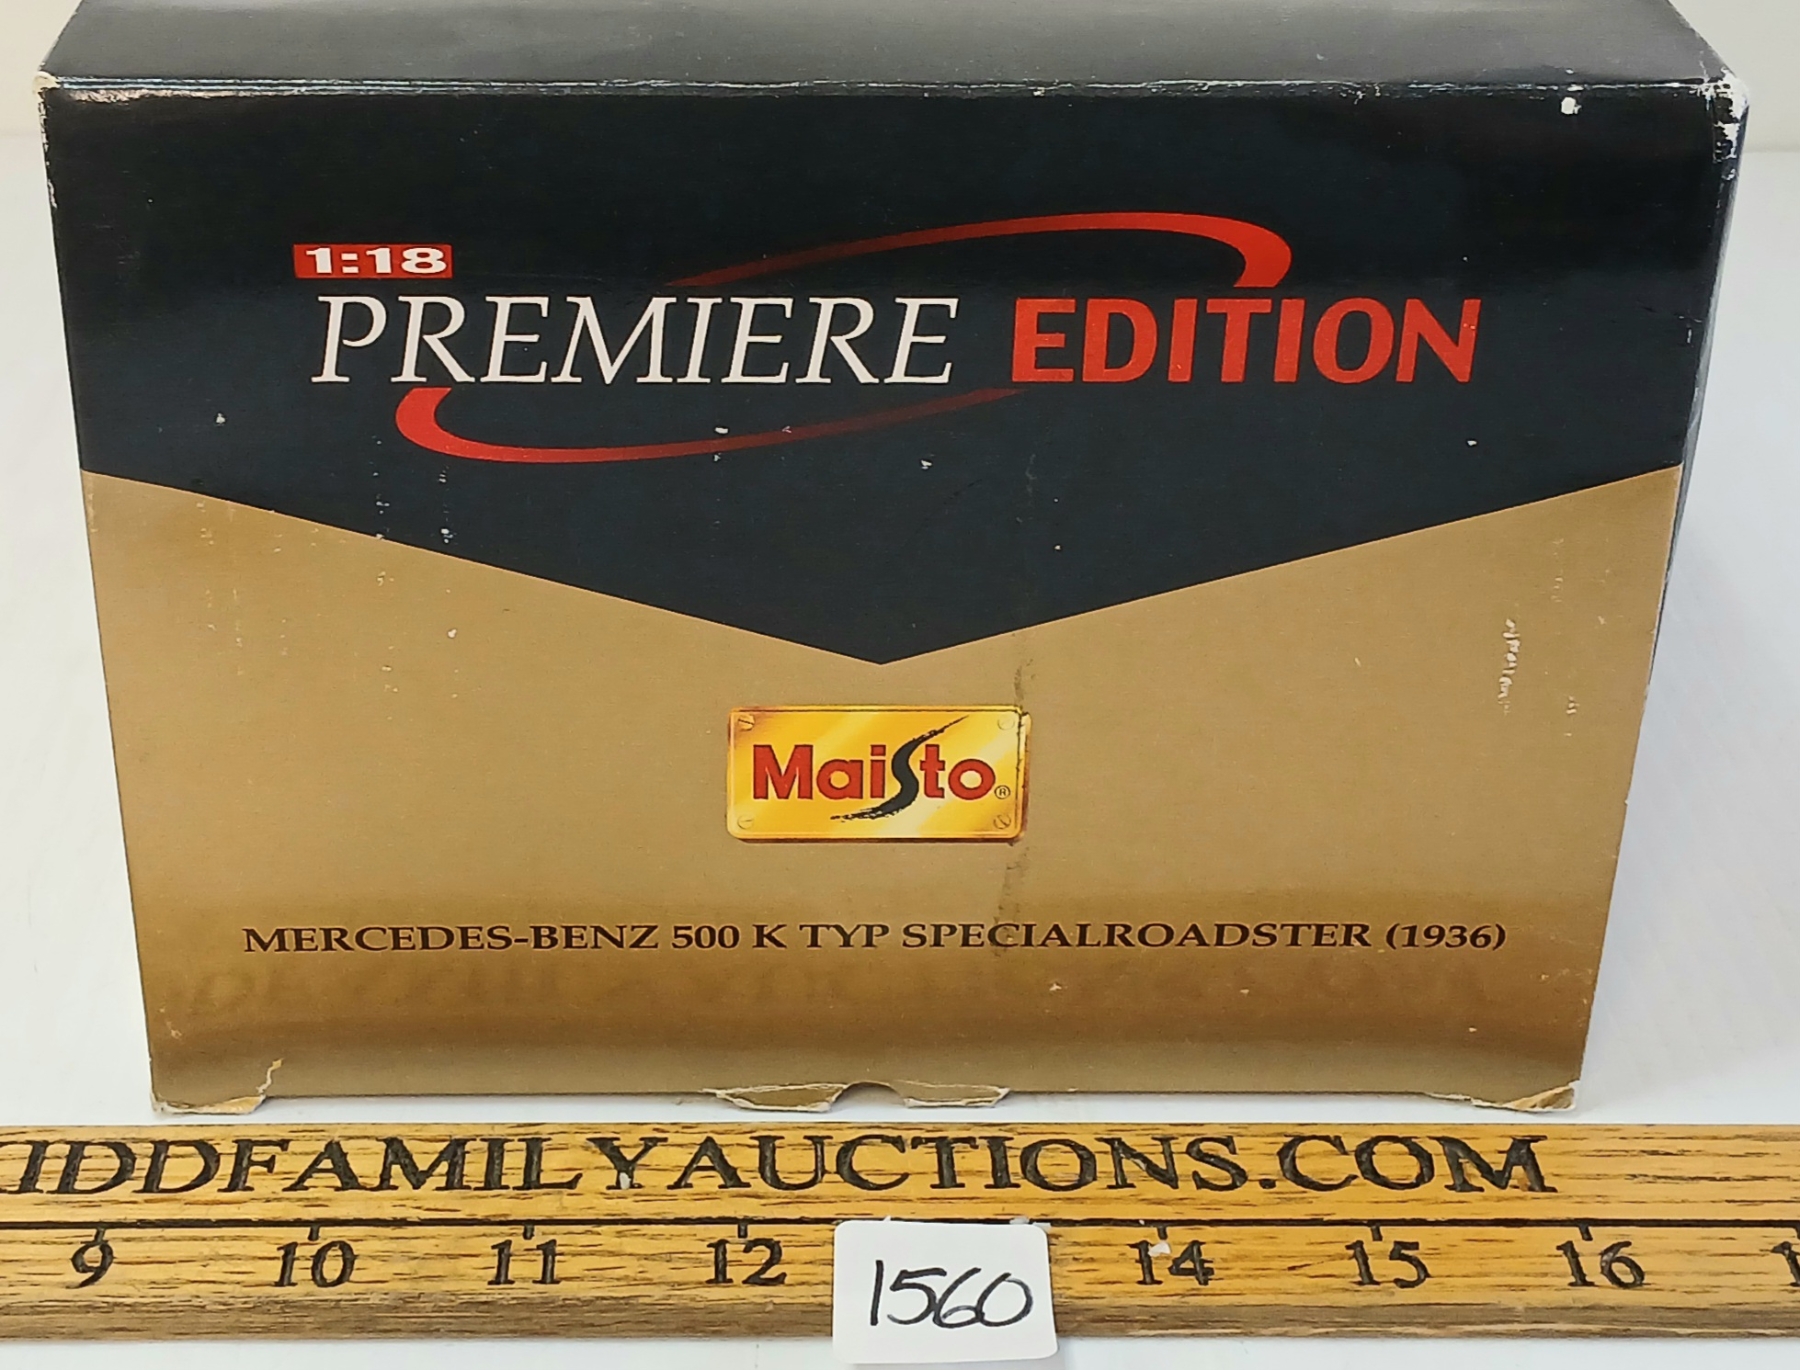 1:18
PREMIERE EDITION
Maisto®
MERCEDES-BENZ 500 K TYP SPECIALROADSTER (1936)
IDDFAMILYAUCTIONS.COM
9 10 11 12 14 15 16
1560